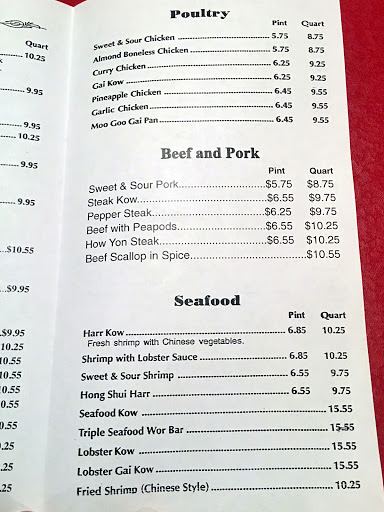 Quart
10.25
9.95
9.95
10.25
9.95
9.95
$10.55
$9.95
$9.95
10.25
10.55
10.55
10.55
0.55
0.55
.25
.25
.25
Poultry
Pint Quart
Sweet & Sour Chicken 5.75 8.75
Almond Boneless Chicken 5.75 8.75
Curry Chicken 6.25 9.25
Gai Kow 6.25 9.25
Pineapple Chicken 6.45 9.55
Garlic Chicken 6.45 9.55
Moo Goo Gai Pan 6.45 9.55
Beef and Pork
Pint Quart
Sweet & Sour Pork $5.75 $8.75
Steak Kow $6.55 $9.75
Pepper Steak $6.25 $9.75
Beef with Peapods $6.55 $10.25
How Yon Steak $6.55 $10.25
Beef Scallop in Spice $10.55
Seafood
Pint Quart
Harr Kow 6.85 10.25
Fresh shrimp with Chinese vegetables.
Shrimp with Lobster Sauce 6.85 10.25
Sweet & Sour Shrimp 6.55 9.75
Hong Shui Harr 6.55 9.75
Seafood Kow 15.55
Triple Seafood Wor Bar 15.55
Lobster Kow 15.55
Lobster Gai Kow 15.55
Fried Shrimp (Chinese Style) 10.25